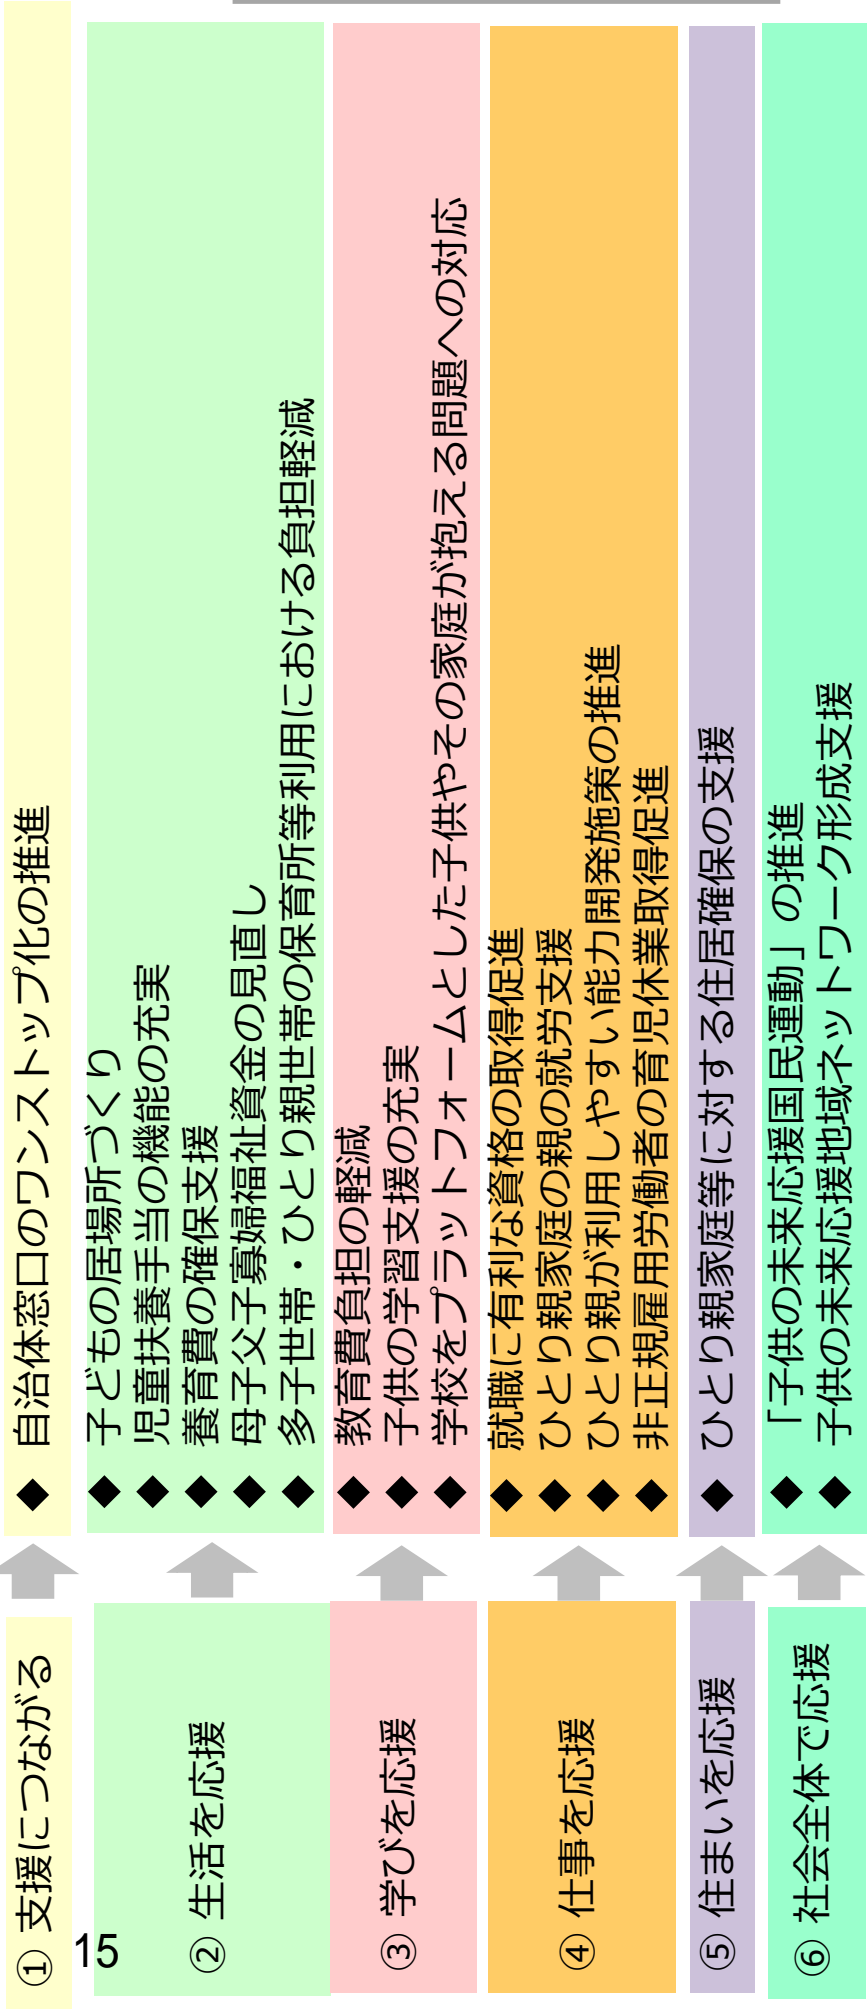 ① 支援につながる
◆ 自治体窓口のワンストップ化の推進
② 生活を応援
◆ 子どもの居場所づくり
◆ 児童扶養手当の機能の充実
◆ 養育費の確保支援
◆ 母子父子寡婦福祉資金の見直し
◆ 多子世帯・ひとり親世帯の保育所等利用における負担軽減
③ 学びを応援
◆ 教育費負担の軽減
◆ 子供の学習支援の充実
◆ 学校をプラットフォームとした子供やその家庭が抱える問題への対応
④ 仕事を応援
◆ 就職に有利な資格の取得促進
◆ ひとり親家庭の親の就労支援
◆ ひとり親が利用しやすい能力開発施策の推進
◆ 非正規雇用労働者の育児休業取得促進
⑤ 住まいを応援
◆ ひとり親家庭等に対する住居確保の支援
⑥ 社会全体で応援
◆ 「子供の未来応援国民運動」の推進
◆ 子供の未来応援地域ネットワーク形成支援
15